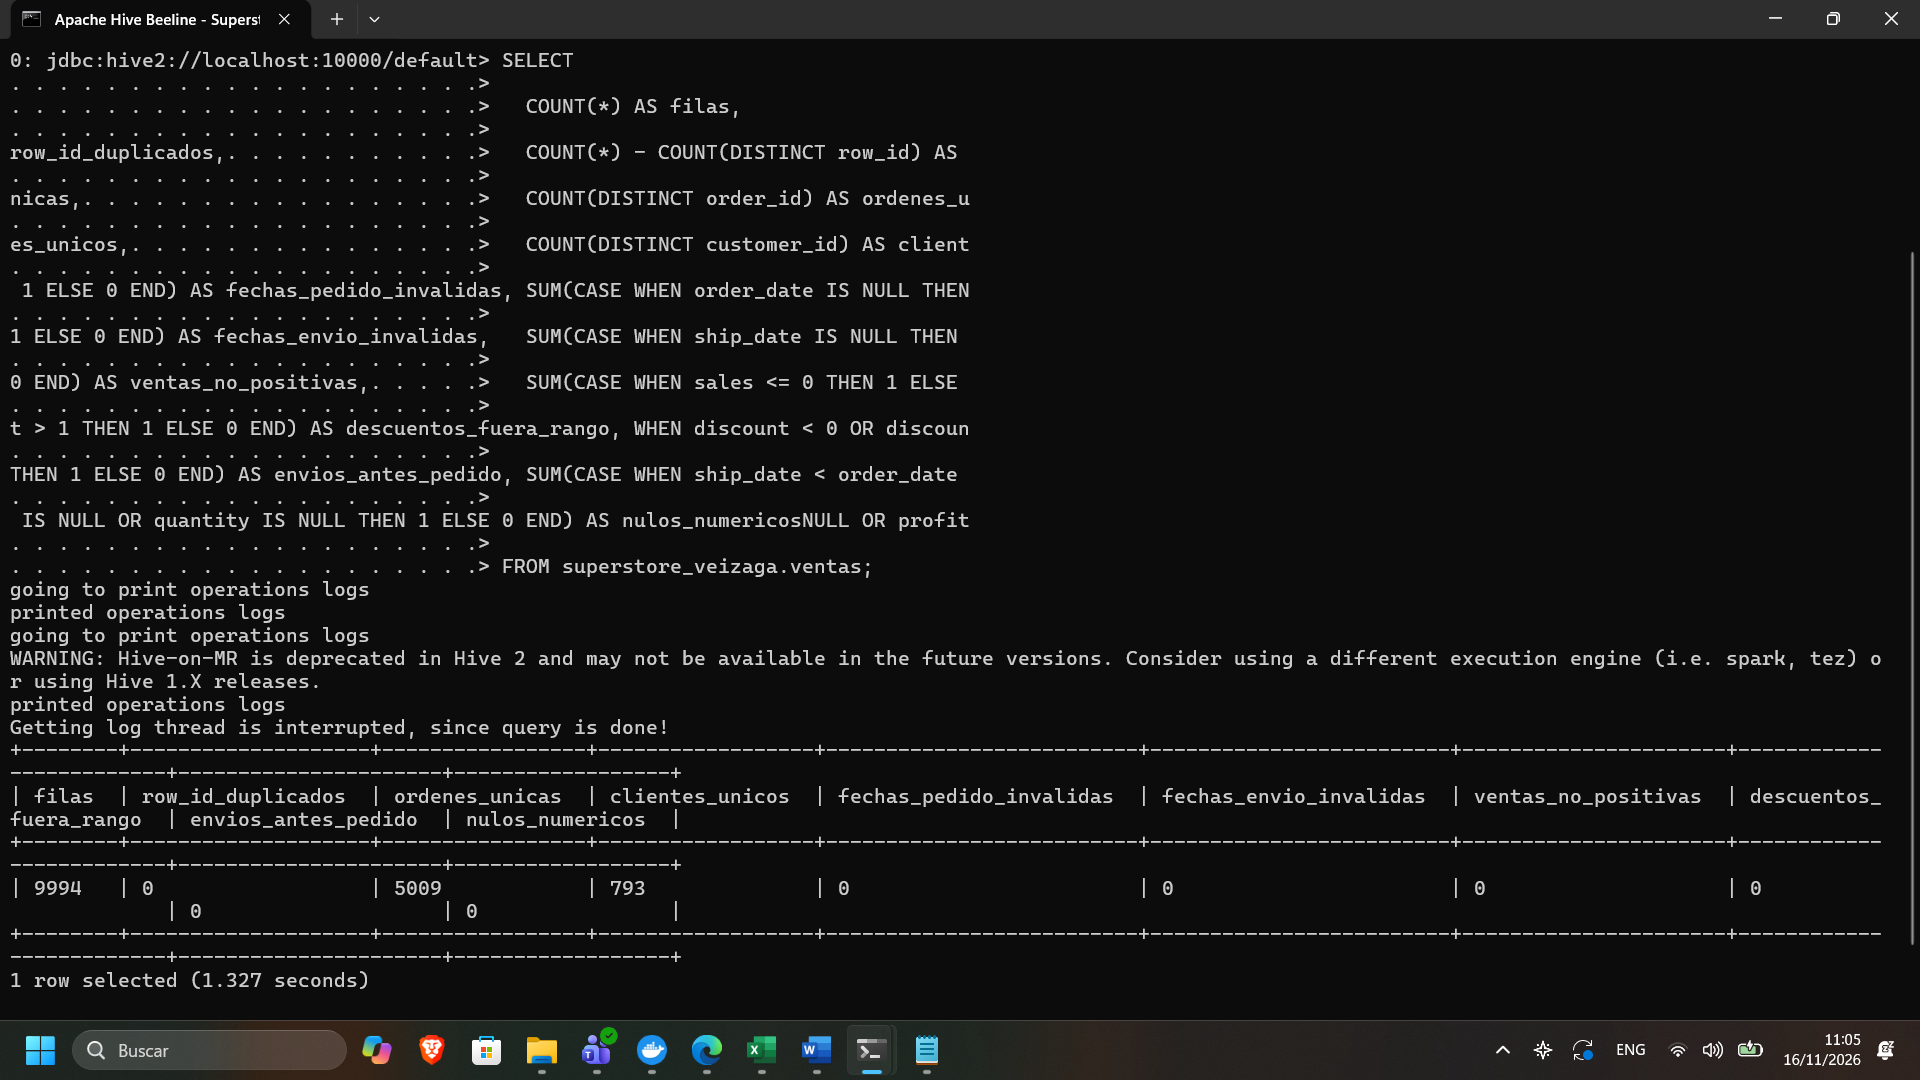 Apache Hive Beeline - Superst
0: jdbc:hive2://localhost:10000/default> SELECT
. . . . . . . . . . . . . . . . . . . .>
. . . . . . . . . . . . . . . . . . . .>   COUNT(*) AS filas,
. . . . . . . . . . . . . . . . . . . .>
row_id_duplicados,. . . . . . . . . . .>   COUNT(*) - COUNT(DISTINCT row_id) AS
. . . . . . . . . . . . . . . . . . . .>
nicas,. . . . . . . . . . . . . . . . .>   COUNT(DISTINCT order_id) AS ordenes_u
. . . . . . . . . . . . . . . . . . . .>
es_unicos,. . . . . . . . . . . . . . .>   COUNT(DISTINCT customer_id) AS client
. . . . . . . . . . . . . . . . . . . .>
 1 ELSE 0 END) AS fechas_pedido_invalidas, SUM(CASE WHEN order_date IS NULL THEN
. . . . . . . . . . . . . . . . . . . .>
1 ELSE 0 END) AS fechas_envio_invalidas,   SUM(CASE WHEN ship_date IS NULL THEN
. . . . . . . . . . . . . . . . . . . .>
0 END) AS ventas_no_positivas,. . . . .>   SUM(CASE WHEN sales <= 0 THEN 1 ELSE
. . . . . . . . . . . . . . . . . . . .>
t > 1 THEN 1 ELSE 0 END) AS descuentos_fuera_rango, WHEN discount < 0 OR discoun
. . . . . . . . . . . . . . . . . . . .>
THEN 1 ELSE 0 END) AS envios_antes_pedido, SUM(CASE WHEN ship_date < order_date
. . . . . . . . . . . . . . . . . . . .>
 IS NULL OR quantity IS NULL THEN 1 ELSE 0 END) AS nulos_numericosNULL OR profit
. . . . . . . . . . . . . . . . . . . .>
. . . . . . . . . . . . . . . . . . . .> FROM superstore_veizaga.ventas;
going to print operations logs
printed operations logs
going to print operations logs
WARNING: Hive-on-MR is deprecated in Hive 2 and may not be available in the future versions. Consider using a different execution engine (i.e. spark, tez) o
r using Hive 1.X releases.
printed operations logs
Getting log thread is interrupted, since query is done!
+--------+--------------------+-----------------+------------------+--------------------------+-------------------------+----------------------+------------
-------------+----------------------+------------------+
| filas  | row_id_duplicados  | ordenes_unicas  | clientes_unicos  | fechas_pedido_invalidas  | fechas_envio_invalidas  | ventas_no_positivas  | descuentos_
fuera_rango  | envios_antes_pedido  | nulos_numericos  |
+--------+--------------------+-----------------+------------------+--------------------------+-------------------------+----------------------+------------
-------------+----------------------+------------------+
| 9994   | 0                  | 5009            | 793              | 0                        | 0                       | 0                    | 0
             | 0                    | 0                |
+--------+--------------------+-----------------+------------------+--------------------------+-------------------------+----------------------+------------
-------------+----------------------+------------------+
1 row selected (1.327 seconds)
Buscar
ENG
11:05
16/11/2026